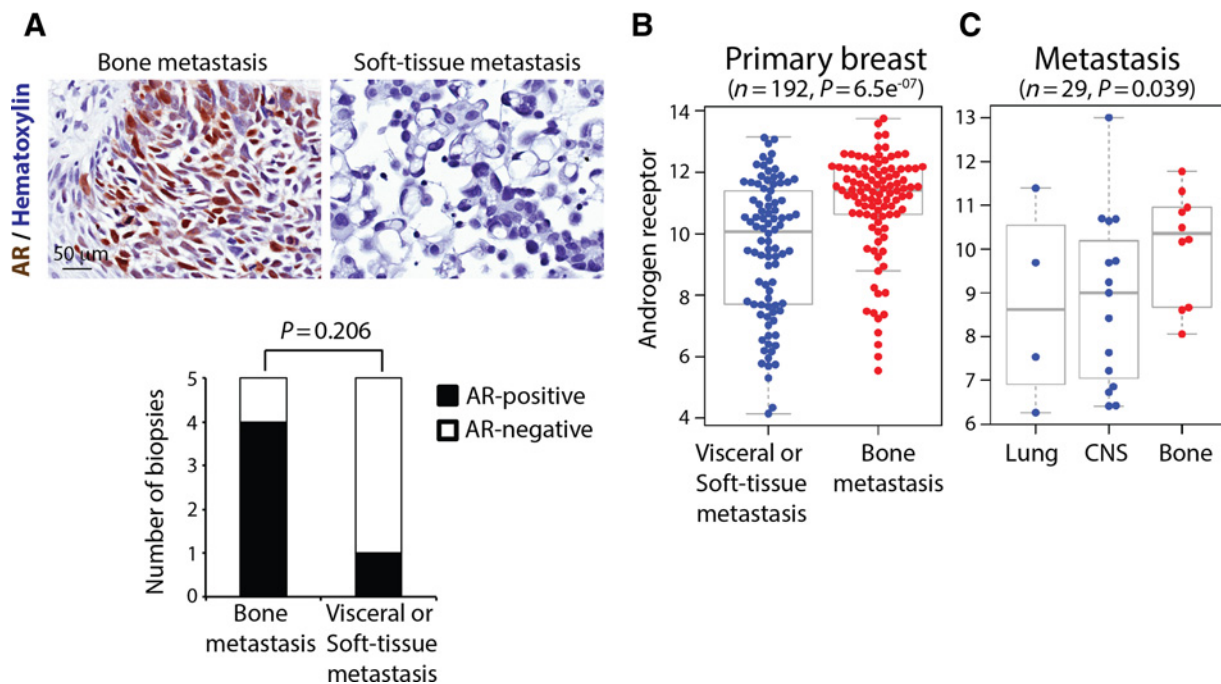 A
Bone metastasis
Soft-tissue metastasis
AR / Hematoxylin
50 μm
P = 0.206
Number of biopsies
5
4
3
2
1
0
AR-positive
AR-negative
Bone
metastasis
Visceral or
Soft-tissue
metastasis
B
Primary breast
(n = 192, P = 6.5e-07)
Androgen receptor
14
12
10
8
6
4
Visceral or
Soft-tissue
metastasis
Bone
metastasis
C
Metastasis
(n = 29, P = 0.039)
13
12
11
10
9
8
7
6
Lung
CNS
Bone